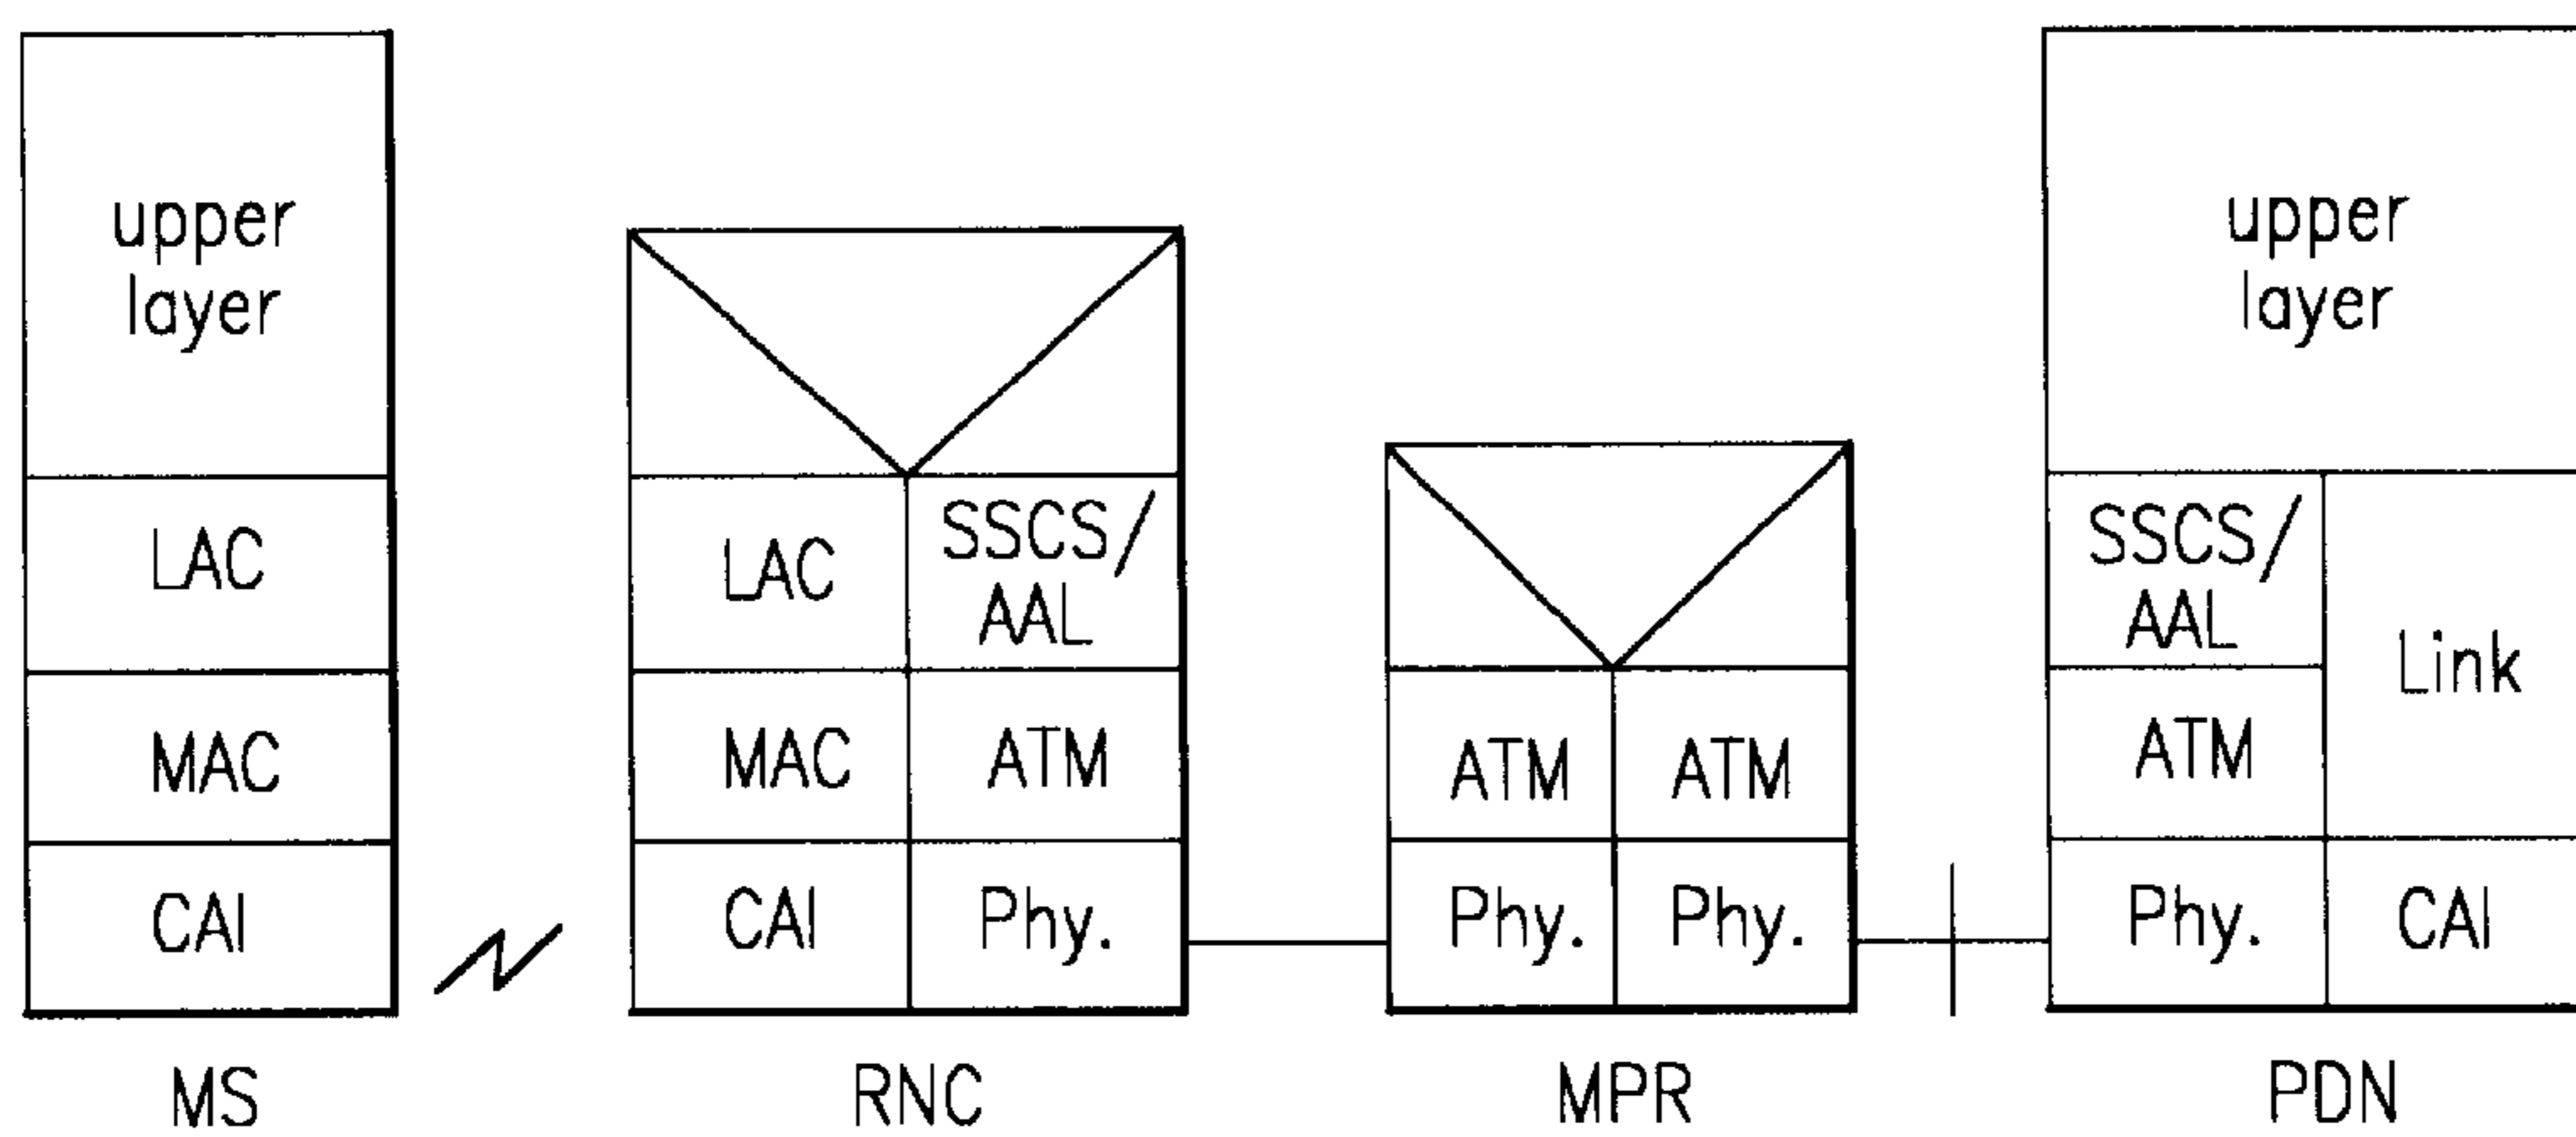 upper
layer
LAC
MAC
CAI
MS
LAC
SSCS/
AAL
MAC
ATM
CAI
Phy.
RNC
ATM
ATM
Phy.
Phy.
MPR
upper
layer
SSCS/
AAL
Link
ATM
Phy.
CAI
PDN